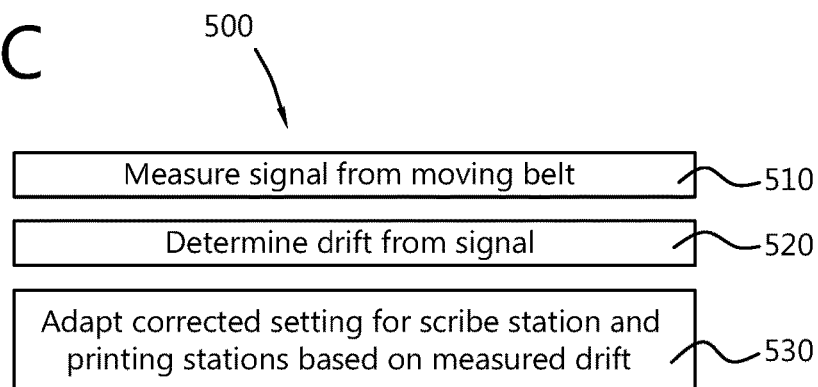 C
500
Measure signal from moving belt
510
Determine drift from signal
520
Adapt corrected setting for scribe station and
printing stations based on measured drift
530